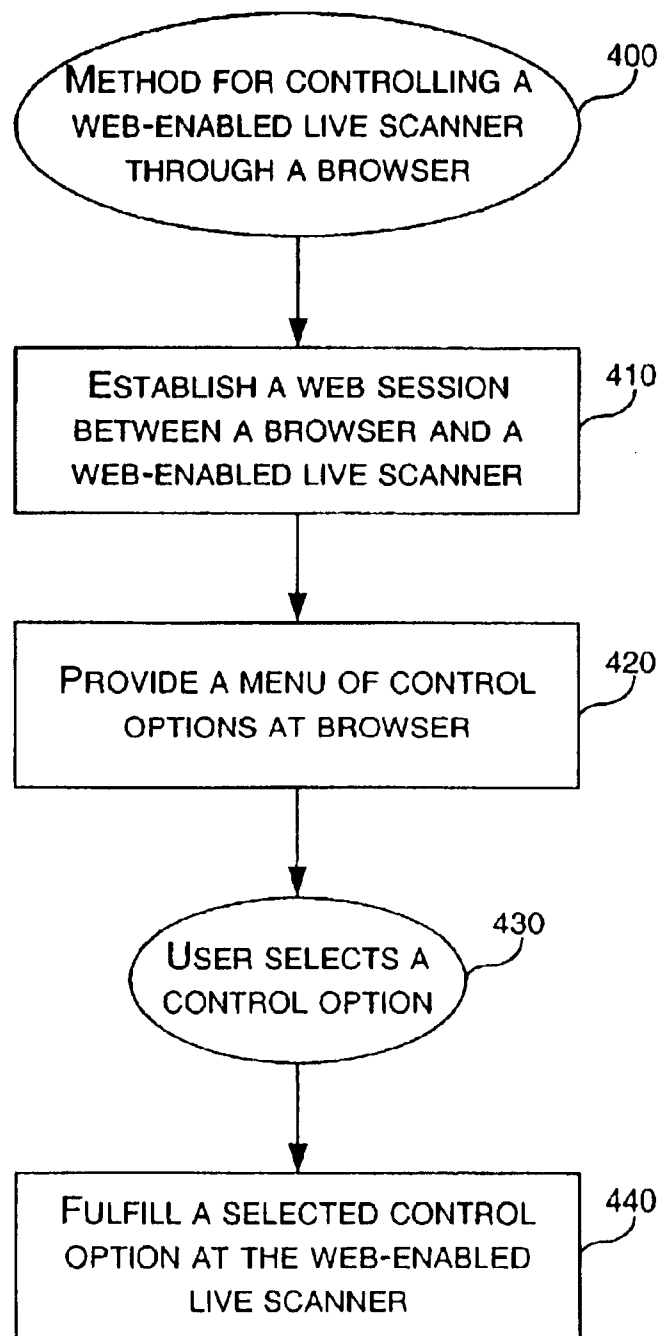 METHOD FOR CONTROLLING A
WEB-ENABLED LIVE SCANNER
THROUGH A BROWSER
400
ESTABLISH A WEB SESSION
BETWEEN A BROWSER AND A
WEB-ENABLED LIVE SCANNER
410
PROVIDE A MENU OF CONTROL
OPTIONS AT BROWSER
420
USER SELECTS A
CONTROL OPTION
430
FULFILL A SELECTED CONTROL
OPTION AT THE WEB-ENABLED
LIVE SCANNER
440